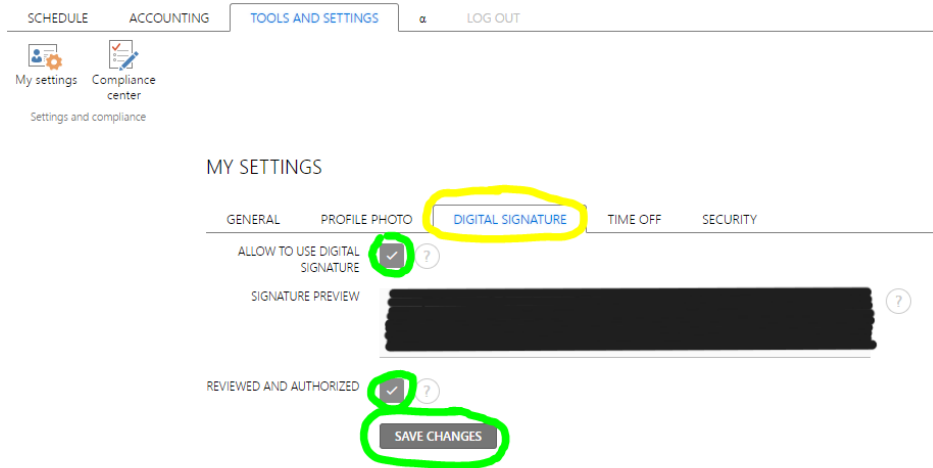 SCHEDULE ACCOUNTING TOOLS AND SETTINGS α LOG OUT
My settings Compliance
center
Settings and compliance
MY SETTINGS
GENERAL PROFILE PHOTO DIGITAL SIGNATURE TIME OFF SECURITY
ALLOW TO USE DIGITAL ?
SIGNATURE
SIGNATURE PREVIEW ?
REVIEWED AND AUTHORIZED ?
SAVE CHANGES